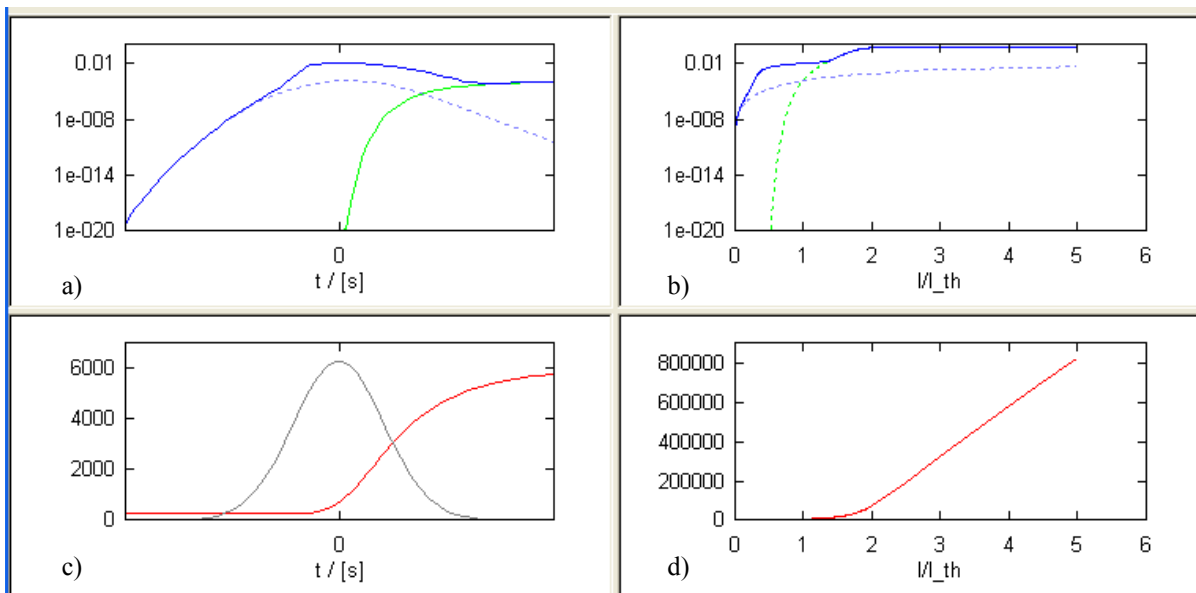 0.01
1e-008
1e-014
1e-020
0
t / [s]
a)
0.01
1e-008
1e-014
1e-020
0 1 2 3 4 5 6
I/I_th
b)
6000
4000
2000
0
0
t / [s]
c)
800000
600000
400000
200000
0
0 1 2 3 4 5 6
I/I_th
d)